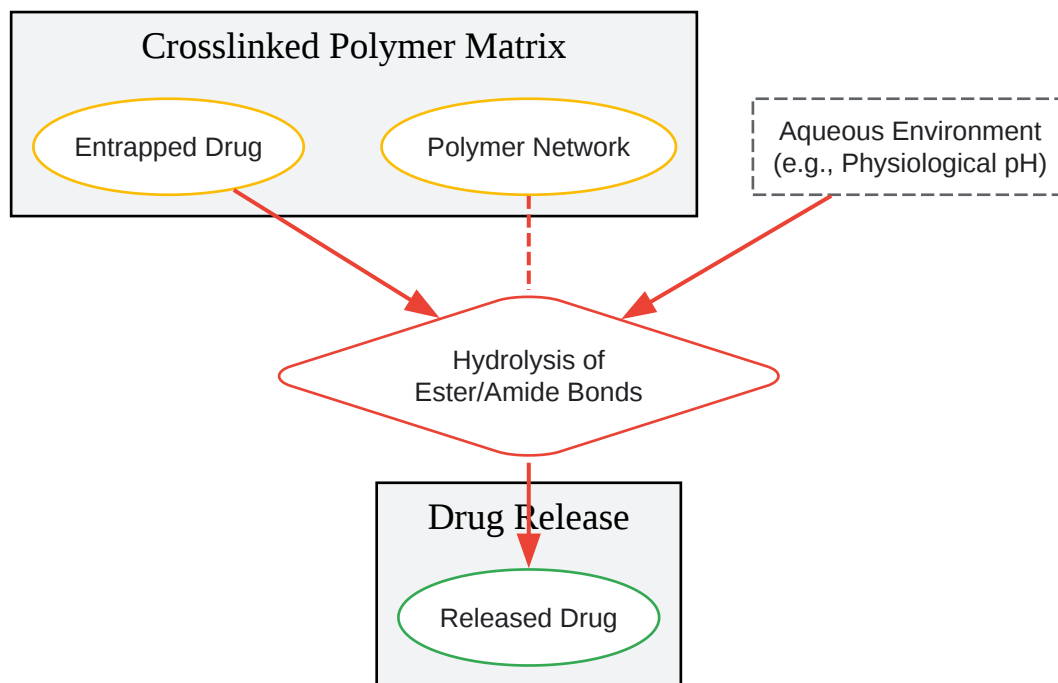 Crosslinked Polymer Matrix
Entrapped Drug
Polymer Network
Aqueous Environment
(e.g., Physiological pH)
Hydrolysis of
Ester/Amide Bonds
Drug Release
Released Drug